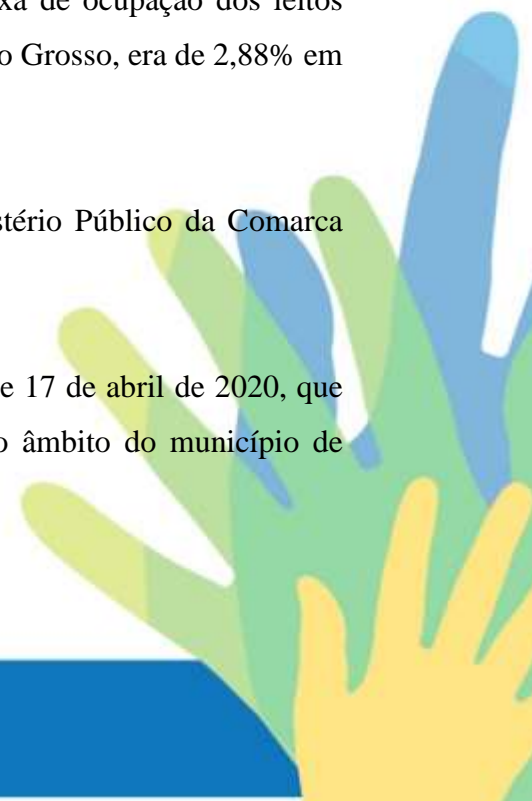 xa de ocupação dos leitos
o Grosso, era de 2,88% em
stério Público da Comarca
e 17 de abril de 2020, que
o âmbito do município de